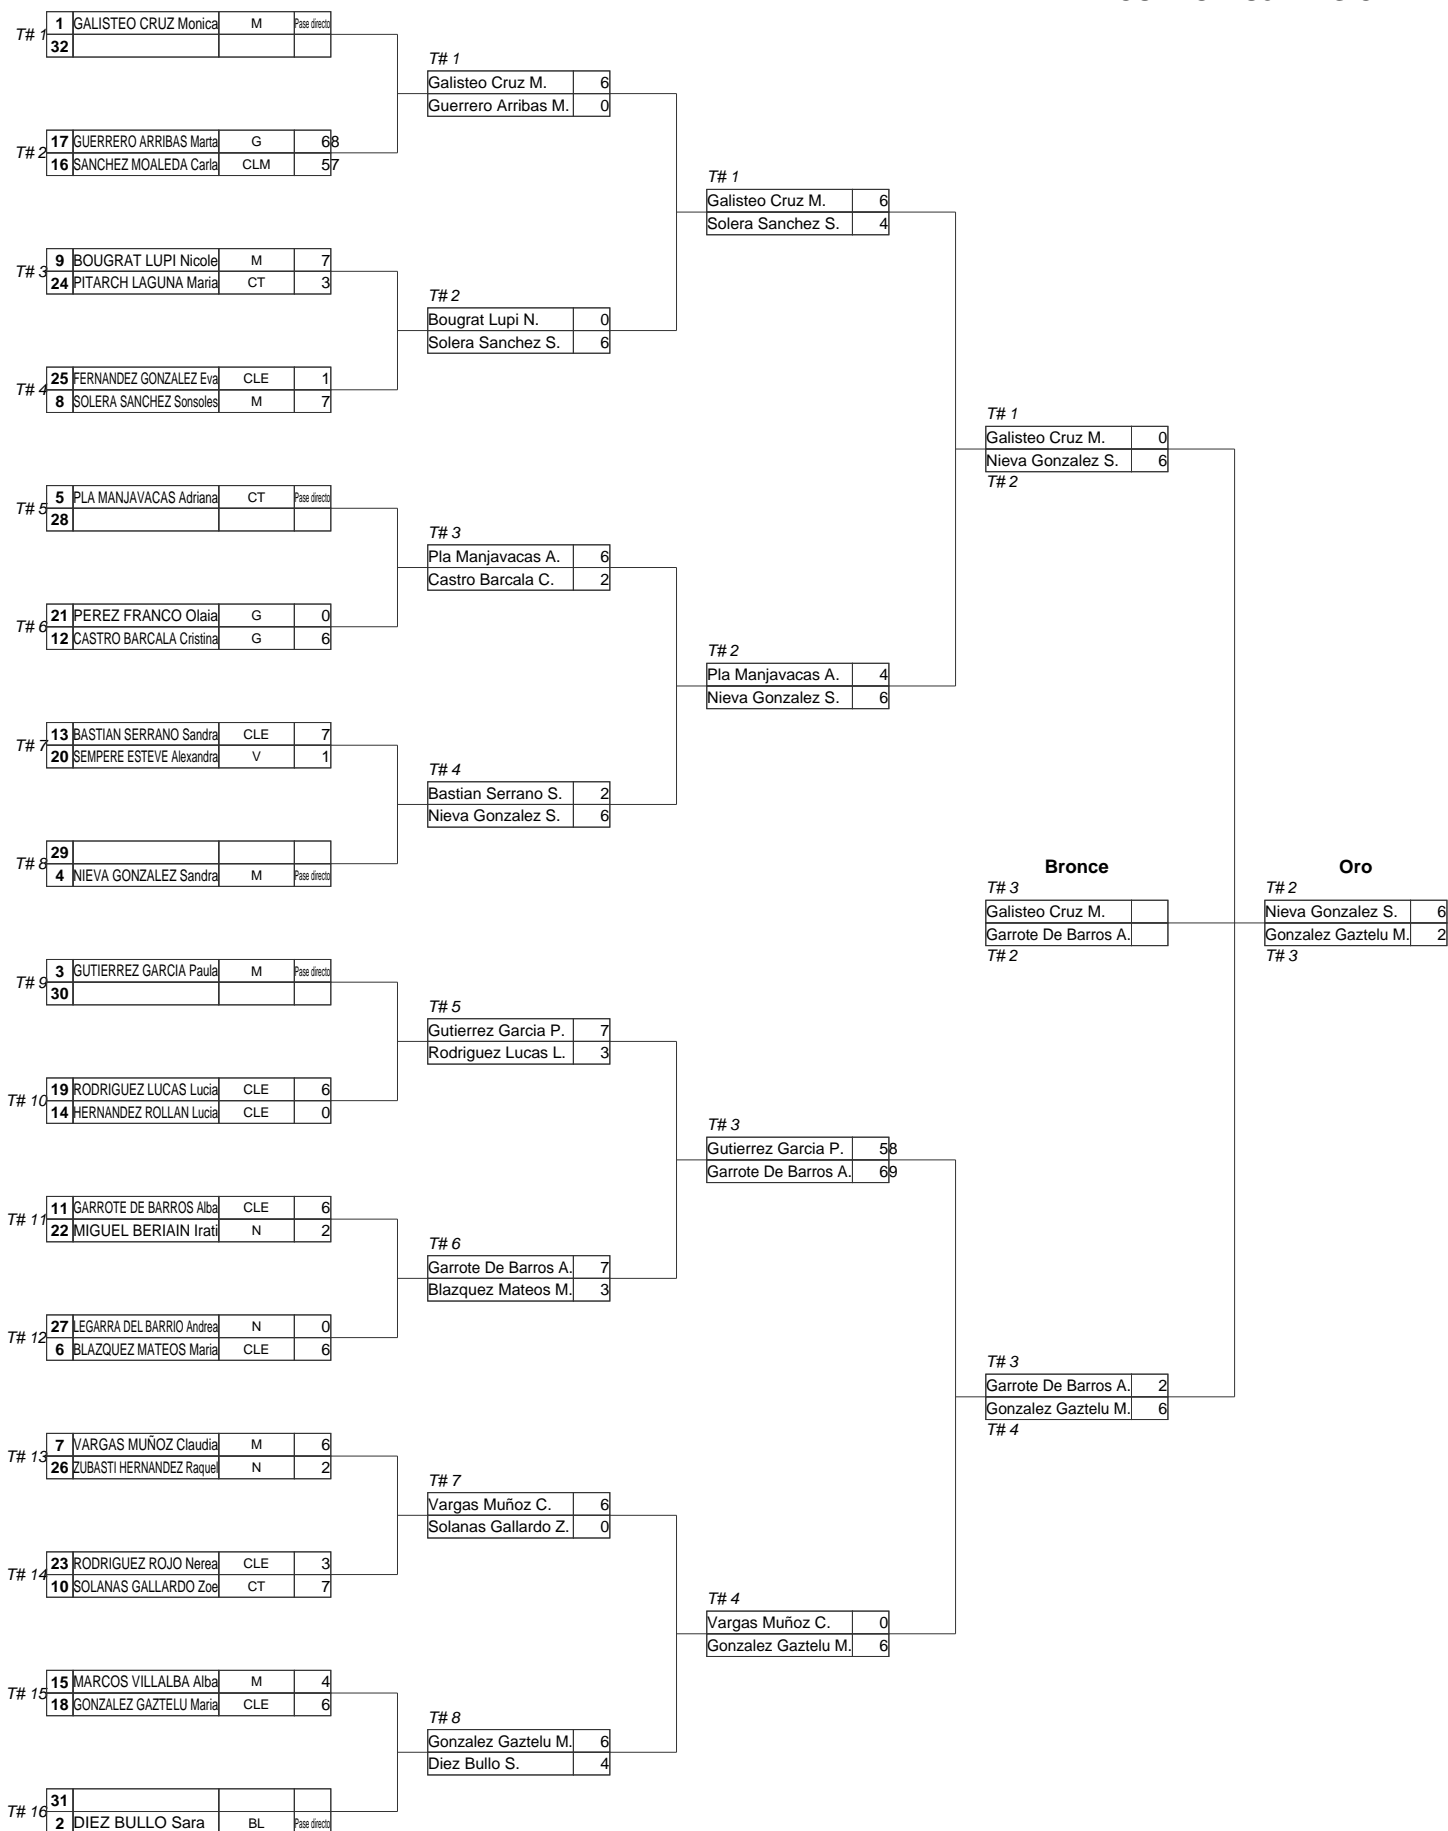 T# 1
1 GALISTEO CRUZ Monica M Pase directo
32
T# 2
17 GUERRERO ARRIBAS Marta G 68
16 SANCHEZ MOALEDA Carla CLM 57
T# 3
9 BOUGRAT LUPI Nicole M 7
24 PITARCH LAGUNA Maria CT 3
T# 4
25 FERNANDEZ GONZALEZ Eva CLE 1
8 SOLERA SANCHEZ Sonsoles M 7
T# 5
5 PLA MANJAVACAS Adriana CT Pase directo
28
T# 6
21 PEREZ FRANCO Olaia G 0
12 CASTRO BARCALA Cristina G 6
T# 7
13 BASTIAN SERRANO Sandra CLE 7
20 SEMPERE ESTEVE Alexandra V 1
T# 8
29
4 NIEVA GONZALEZ Sandra M Pase directo
T# 9
3 GUTIERREZ GARCIA Paula M Pase directo
30
T# 10
19 RODRIGUEZ LUCAS Lucia CLE 6
14 HERNANDEZ ROLLAN Lucia CLE 0
T# 11
11 GARROTE DE BARROS Alba CLE 6
22 MIGUEL BERIAIN Irati N 2
T# 12
27 LEGARRA DEL BARRIO Andrea N 0
6 BLAZQUEZ MATEOS Maria CLE 6
T# 13
7 VARGAS MUÑOZ Claudia M 6
26 ZUBASTI HERNANDEZ Raquel N 2
T# 14
23 RODRIGUEZ ROJO Nerea CLE 3
10 SOLANAS GALLARDO Zoe CT 7
T# 15
15 MARCOS VILLALBA Alba M 4
18 GONZALEZ GAZTELU Maria CLE 6
T# 16
31
2 DIEZ BULLO Sara BL Pase directo
T# 1
Galisteo Cruz M. 6
Guerrero Arribas M. 0
T# 2
Bougrat Lupi N. 0
Solera Sanchez S. 6
T# 3
Pla Manjavacas A. 6
Castro Barcala C. 2
T# 4
Bastian Serrano S. 2
Nieva Gonzalez S. 6
T# 5
Gutierrez Garcia P. 7
Rodriguez Lucas L. 3
T# 6
Garrote De Barros A. 7
Blazquez Mateos M. 3
T# 7
Vargas Muñoz C. 6
Solanas Gallardo Z. 0
T# 8
Gonzalez Gaztelu M. 6
Diez Bullo S. 4
T# 1
Galisteo Cruz M. 6
Solera Sanchez S. 4
T# 2
Pla Manjavacas A. 4
Nieva Gonzalez S. 6
T# 3
Gutierrez Garcia P. 58
Garrote De Barros A. 69
T# 4
Vargas Muñoz C. 0
Gonzalez Gaztelu M. 6
T# 1
Galisteo Cruz M. 0
Nieva Gonzalez S. 6
T# 2
Bronce
T# 3
Galisteo Cruz M.
Garrote De Barros A.
T# 2
T# 3
Garrote De Barros A. 2
Gonzalez Gaztelu M. 6
T# 4
Oro
T# 2
Nieva Gonzalez S. 6
Gonzalez Gaztelu M. 2
T# 3